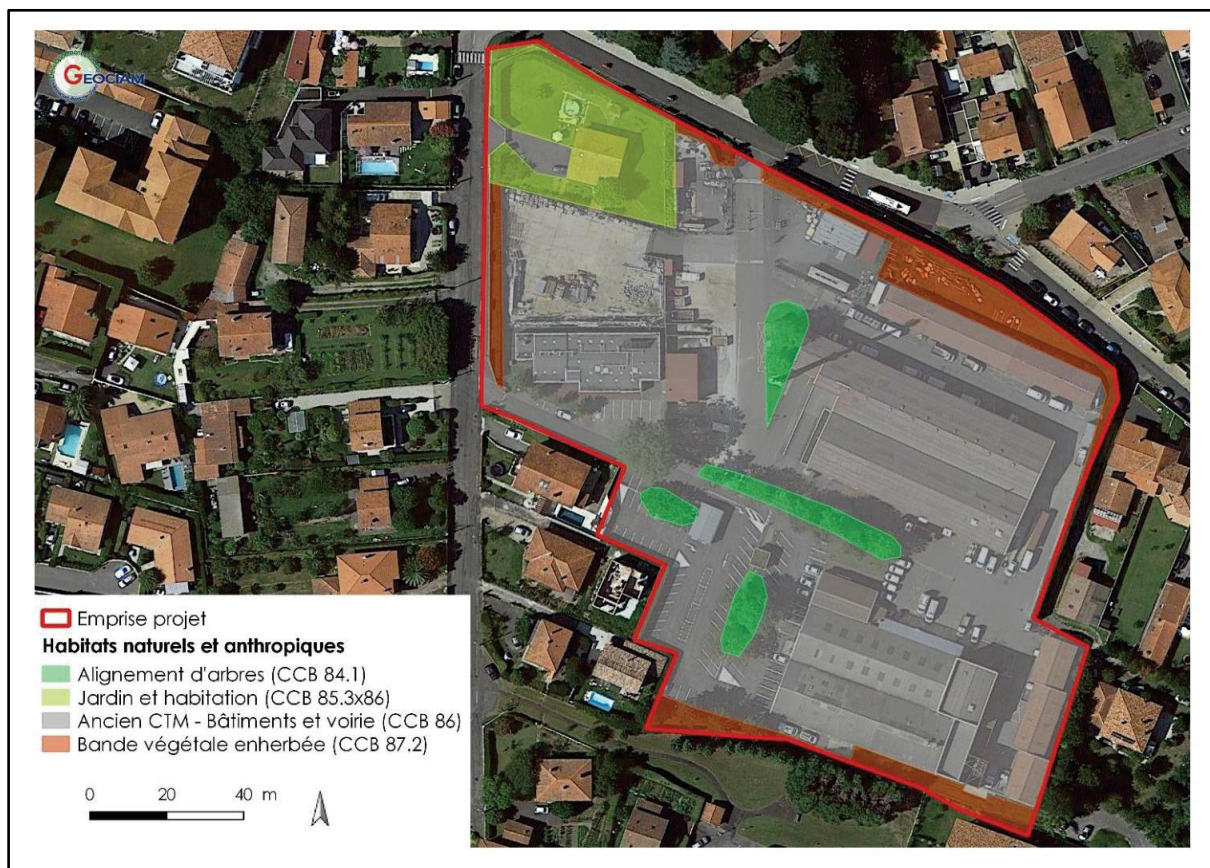 GEOCIAM
Emprise projet
Habitats naturels et anthropiques
Alignement d'arbres (CCB 84.1)
Jardin et habitation (CCB 85.3x86)
Ancien CTM - Bâtiments et voirie (CCB 86)
Bande végétale enherbée (CCB 87.2)
0 20 40 m